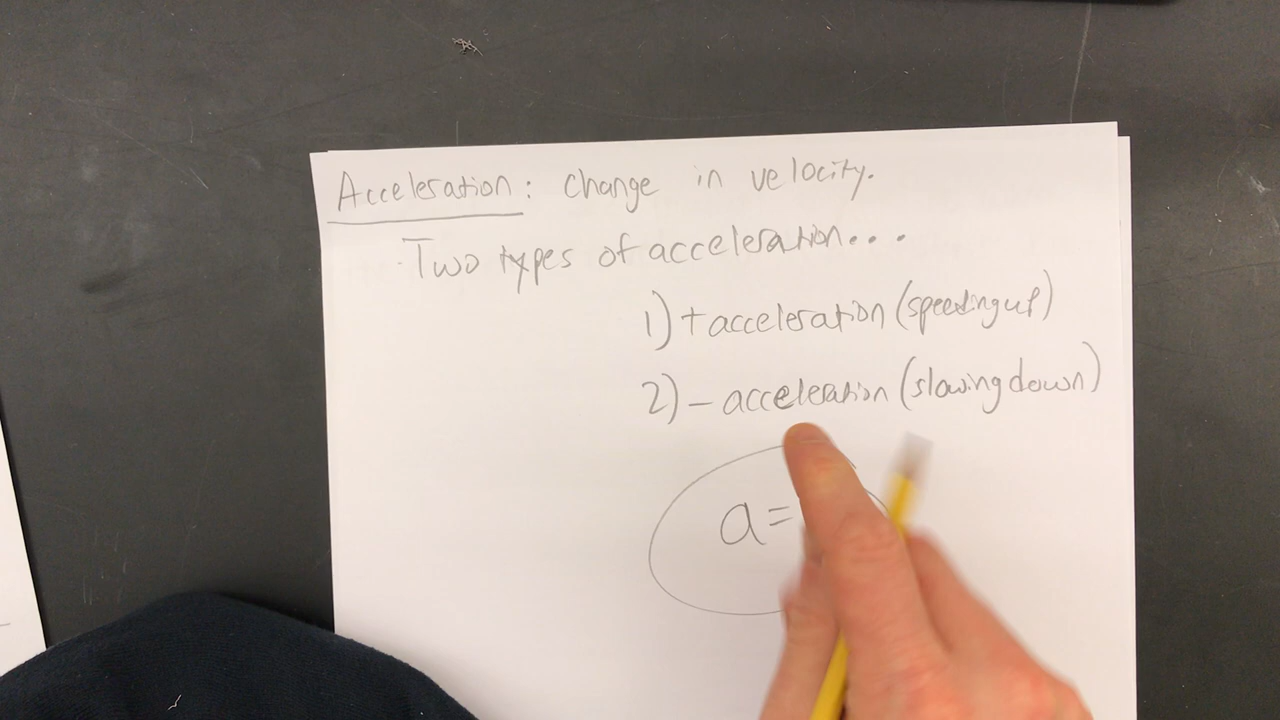 Acceleration: Change in velocity.
Two types of acceleration...
1) + acceleration (speeding up)
2) - acceleration (slowing down)
a =